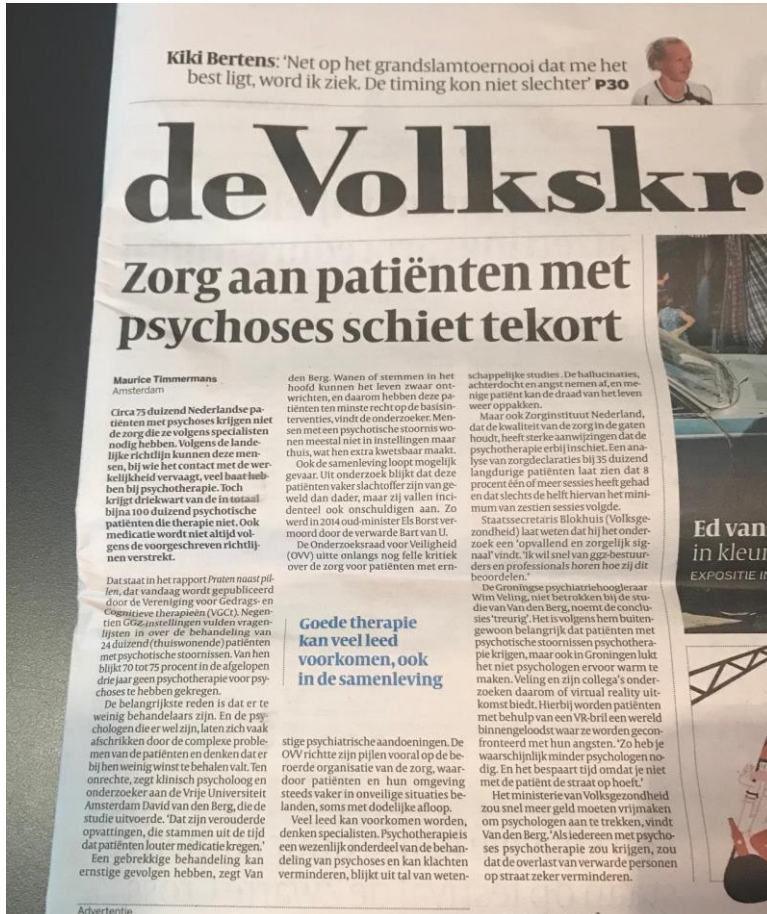 Kiki Bertens: ‘Net op het grandslamtoernooi dat me het
best ligt, word ik ziek. De timing kon niet slechter’ P30
de Volkskr
Zorg aan patiënten met
psychoses schiet tekort
Maurice Timmermans
Amsterdam
Circa 75 duizend Nederlandse pa-
tiënten met psychoses krijgen niet
de zorg die ze volgens specialisten
nodig hebben. Volgens de lande-
lijke richtlijn kunnen deze men-
sen, bij wie het contact met de wer-
kelijkheid vervaagt, veel baat heb-
ben bij psychotherapie. Toch
krijgt driekwart van de in totaal
bijna 100 duizend psychotische
patiënten die therapie niet. Ook
medicatie wordt niet altijd vol-
gens de voorgeschreven richtlij-
nen verstrekt.
Dat staat in het rapport Praten naast pil-
len, dat vandaag wordt gepubliceerd
door de Vereniging voor Gedrags- en
Cognitieve therapieën (VGCt). Negen-
tien GGZ-instellingen vulden vragen-
lijsten in over de behandeling van
24 duizend (thuiswonende) patiënten
met psychotische stoornissen. Van hen
blijkt 70 tot 75 procent in de afgelopen
drie jaar geen psychotherapie voor psy-
choses te hebben gekregen.
De belangrijkste reden is dat er te
weinig behandelaars zijn. En de psy-
chologen die er wel zijn, laten zich vaak
afschrikken door de complexe proble-
men van de patiënten en denken dat er
bij hen weinig winst te behalen valt. Ten
onrechte, zegt klinisch psycholoog en
onderzoeker aan de Vrije Universiteit
Amsterdam David van den Berg, die de
studie uitvoerde. ‘Dat zijn verouderde
opvattingen, die stammen uit de tijd
dat patiënten louter medicatie kregen.’
Een gebrekkige behandeling kan
ernstige gevolgen hebben, zegt Van
den Berg. Wanen of stemmen in het
hoofd kunnen het leven zwaar ont-
wrichten, en daarom hebben deze pa-
tiënten ten minste recht op de basisin-
terventies, vindt de onderzoeker. Men-
sen met een psychotische stoornis wo-
nen meestal niet in instellingen maar
thuis, wat hen extra kwetsbaar maakt.
Ook de samenleving loopt mogelijk
gevaar. Uit onderzoek blijkt dat deze
patiënten vaker slachtoffer zijn van ge-
weld dan dader, maar zij vallen inci-
denteel ook onschuldigen aan. Zo
werd in 2014 oud-minister Els Borst ver-
moord door de verwarde Bart van U.
De Onderzoeksraad voor Veiligheid
(OVV) uitte onlangs nog felle kritiek
over de zorg voor patiënten met ern-
Goede therapie
kan veel leed
voorkomen, ook
in de samenleving
stige psychiatrische aandoeningen. De
OVV richtte zijn pijlen vooral op de be-
roerde organisatie van de zorg, waar-
door patiënten en hun omgeving
steeds vaker in onveilige situaties be-
landen, soms met dodelijke afloop.
Veel leed kan voorkomen worden,
denken specialisten. Psychotherapie is
een wezenlijk onderdeel van de behan-
deling van psychoses en kan klachten
verminderen, blijkt uit tal van weten-
schappelijke studies. De hallucinaties,
achterdocht en angst nemen af, en me-
nige patiënt kan de draad van het leven
weer oppakken.
Maar ook Zorginstituut Nederland,
dat de kwaliteit van de zorg in de gaten
houdt, heeft sterke aanwijzingen dat de
psychotherapie erbij inschiet. Een ana-
lyse van zorgdeclaraties bij 35 duizend
langdurige patiënten laat zien dat 8
procent één of meer sessies heeft gehad
en dat slechts de helft hiervan het mini-
mum van zestien sessies volgde.
Staatssecretaris Blokhuis (Volksge-
zondheid) laat weten dat hij het onder-
zoek een ‘opvallend en zorgelijk sig-
naal’ vindt. ‘Ik wil snel van ggz-bestuur-
ders en professionals horen hoe zij dit
beoordelen.’
De Groningse psychiatriehoogleraar
Wim Veling, niet betrokken bij de stu-
die van Van den Berg, noemt de conclu-
sies ‘treurig’. Het is volgens hem buiten-
gewoon belangrijk dat patiënten met
psychotische stoornissen psychothera-
pie krijgen, maar ook in Groningen lukt
het niet psychologen ervoor warm te
maken. Veling en zijn collega’s onder-
zoeken daarom of virtual reality uit-
komst biedt. Hierbij worden patiënten
met behulp van een VR-bril een wereld
binnengeloodst waar ze worden gecon-
fronteerd met hun angsten. ‘Zo heb je
waarschijnlijk minder psychologen no-
dig. En het bespaart tijd omdat je niet
met de patiënt de straat op hoeft.’
Het ministerie van Volksgezondheid
zou snel meer geld moeten vrijmaken
om psychologen aan te trekken, vindt
Van den Berg. ‘Als iedereen met psycho-
ses psychotherapie zou krijgen, zou
dat de overlast van verwarde personen
op straat zeker verminderen.
Ed van
in kleu
EXPOSITIE I
Advertentie